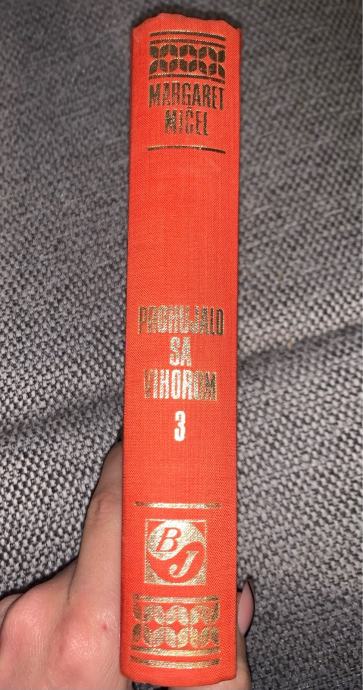 MARGARET
MIČEL
PROHUJALO
SA
VIHOROM
3
BJ